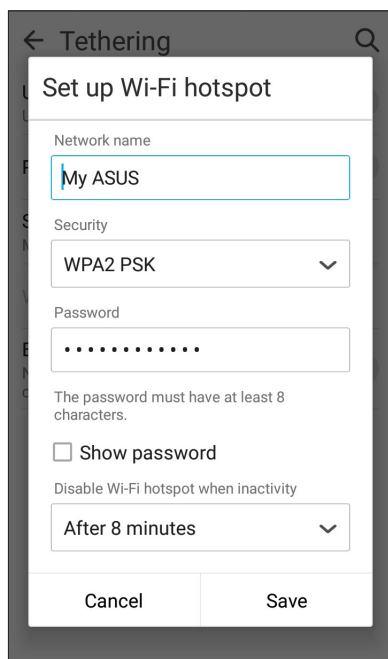 Tethering
Set up Wi-Fi hotspot
Network name
My ASUS
Security
WPA2 PSK
Password
••••••••••••
The password must have at least 8
characters.
Show password
Disable Wi-Fi hotspot when inactivity
After 8 minutes
Cancel
Save